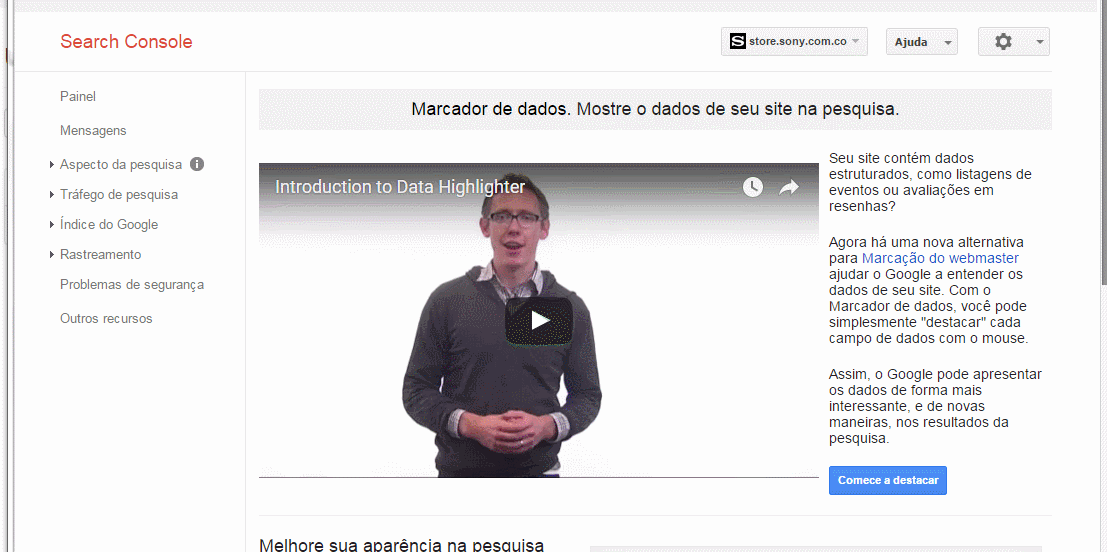 Search Console
S store.sony.com.co
Ajuda
Painel
Mensagens
Aspecto da pesquisa
Tráfego de pesquisa
Índice do Google
Rastreamento
Problemas de segurança
Outros recursos
Marcador de dados. Mostre o dados de seu site na pesquisa.
Introduction to Data Highlighter
Seu site contém dados
estruturados, como listagens de
eventos ou avaliações em
resenhas?
Agora há uma nova alternativa
para Marcação do webmaster
ajudar o Google a entender os
dados de seu site. Com o
Marcador de dados, você pode
simplesmente "destacar" cada
campo de dados com o mouse.
Assim, o Google pode apresentar
os dados de forma mais
interessante, e de novas
maneiras, nos resultados da
pesquisa.
Comece a destacar
Melhore sua aparência na pesquisa